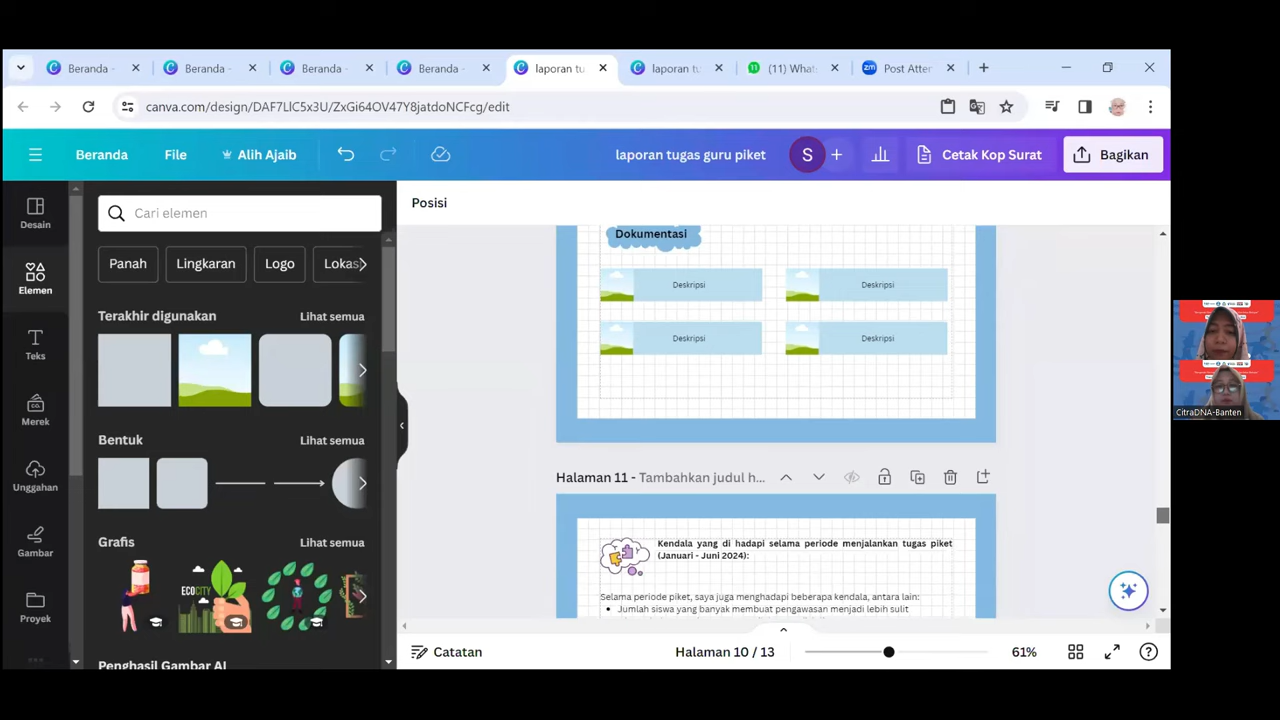 Beranda -
Beranda -
Beranda -
Beranda -
laporan tu
laporan tu
(11) What
Post Atten
canva.com/design/DAF7LlC5x3U/ZxGi64OV47Y8jatdoNCFcg/edit
Beranda
File
Alih Ajaib
laporan tugas guru piket
S
Cetak Kop Surat
Bagikan
Desain
Elemen
Teks
Merek
Unggahan
Gambar
Proyek
Cari elemen
Panah
Lingkaran
Logo
Lokas
Terakhir digunakan
Lihat semua
Bentuk
Lihat semua
Grafis
Lihat semua
ECOCITY
Penghasil Gambar AI
Posisi
Dokumentasi
Deskripsi
Deskripsi
Deskripsi
Deskripsi
Halaman 11 - Tambahkan judul h...
Kendala yang di hadapi selama periode menjalankan tugas piket
(Januari - Juni 2024):
Selama periode piket, saya juga menghadapi beberapa kendala, antara lain:
• Jumlah siswa yang banyak membuat pengawasan menjadi lebih sulit
Catatan
Halaman 10 / 13
61%
CitraDNA-Banten